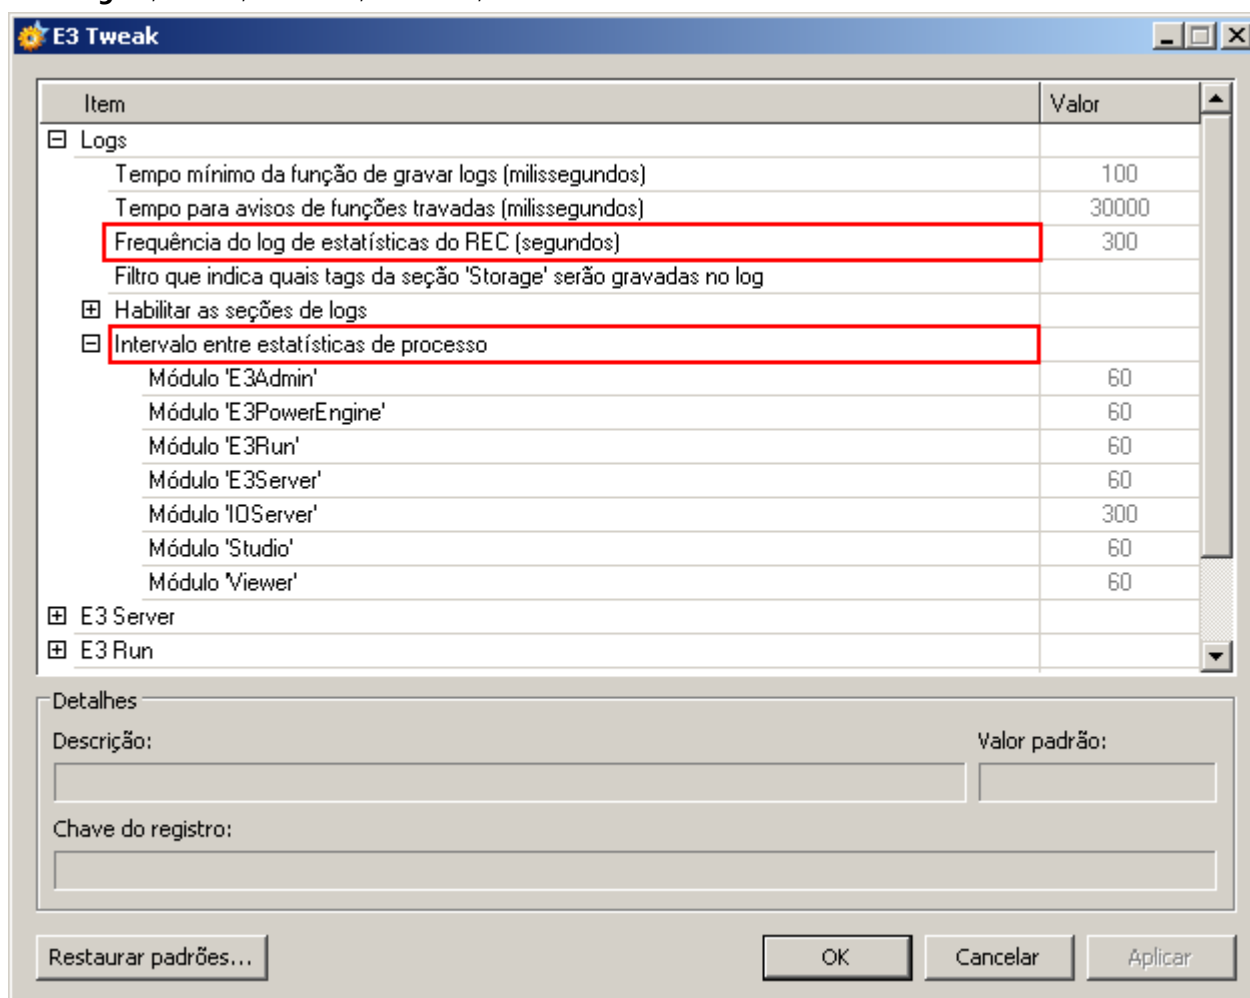 E3 Tweak
Item Valor
Logs
Tempo mínimo da função de gravar logs (milissegundos) 100
Tempo para avisos de funções travadas (milissegundos) 30000
Frequência do log de estatísticas do REC (segundos) 300
Filtro que indica quais tags da seção 'Storage' serão gravadas no log
Habilitar as seções de logs
Intervalo entre estatísticas de processo
Módulo 'E3Admin' 60
Módulo 'E3PowerEngine' 60
Módulo 'E3Run' 60
Módulo 'E3Server' 60
Módulo 'IOServer' 300
Módulo 'Studio' 60
Módulo 'Viewer' 60
E3 Server
E3 Run
Detalhes
Descrição: Valor padrão:
Chave do registro:
Restaurar padrões... OK Cancelar Aplicar